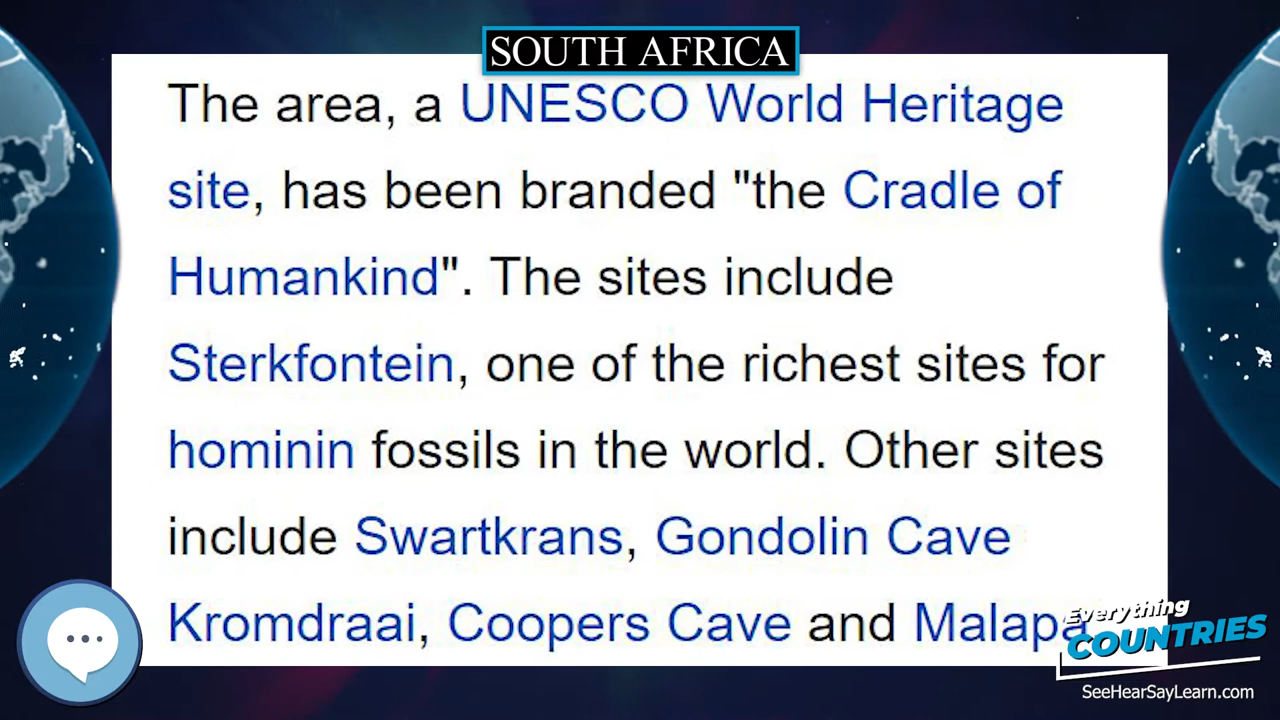 SOUTH AFRICA
The area, a UNESCO World Heritage
site, has been branded "the Cradle of
Humankind". The sites include
Sterkfontein, one of the richest sites for
hominin fossils in the world. Other sites
include Swartkrans, Gondolin Cave
Kromdraai, Coopers Cave and
Everything
COUNTRIES
SeeHearSayLearn.com